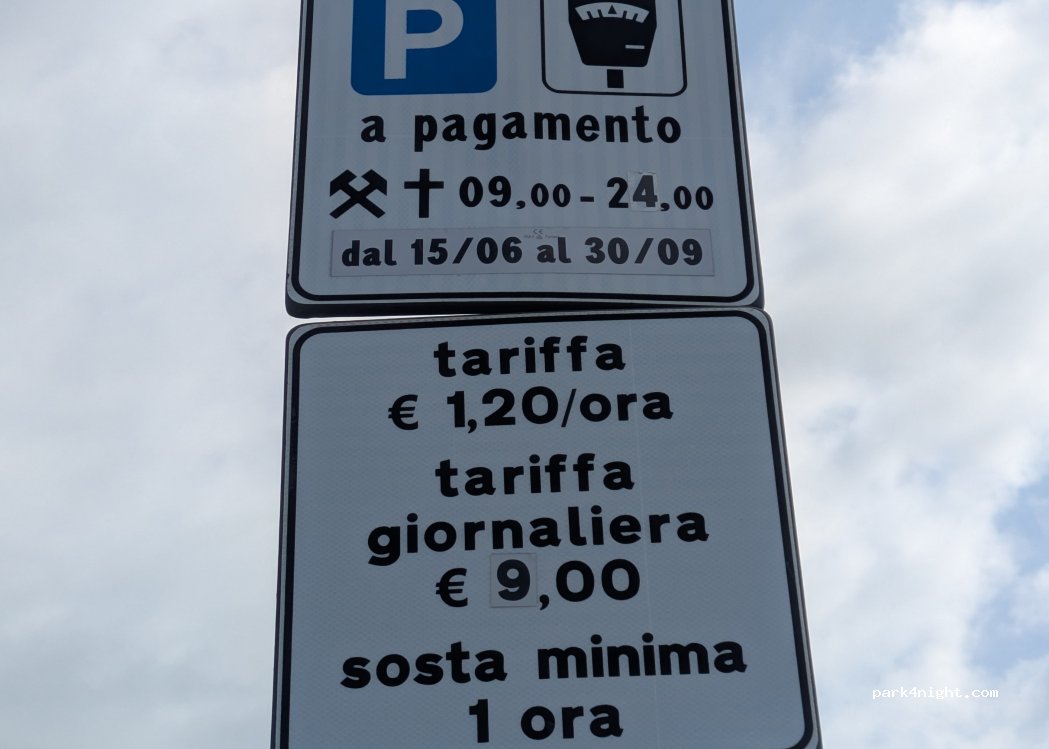 P
a pagamento
09,00 - 24,00
dal 15/06 al 30/09
tariffa
€ 1,20/ora
tariffa
giornaliera
€ 9,00
sosta minima
1 ora
park4night.com